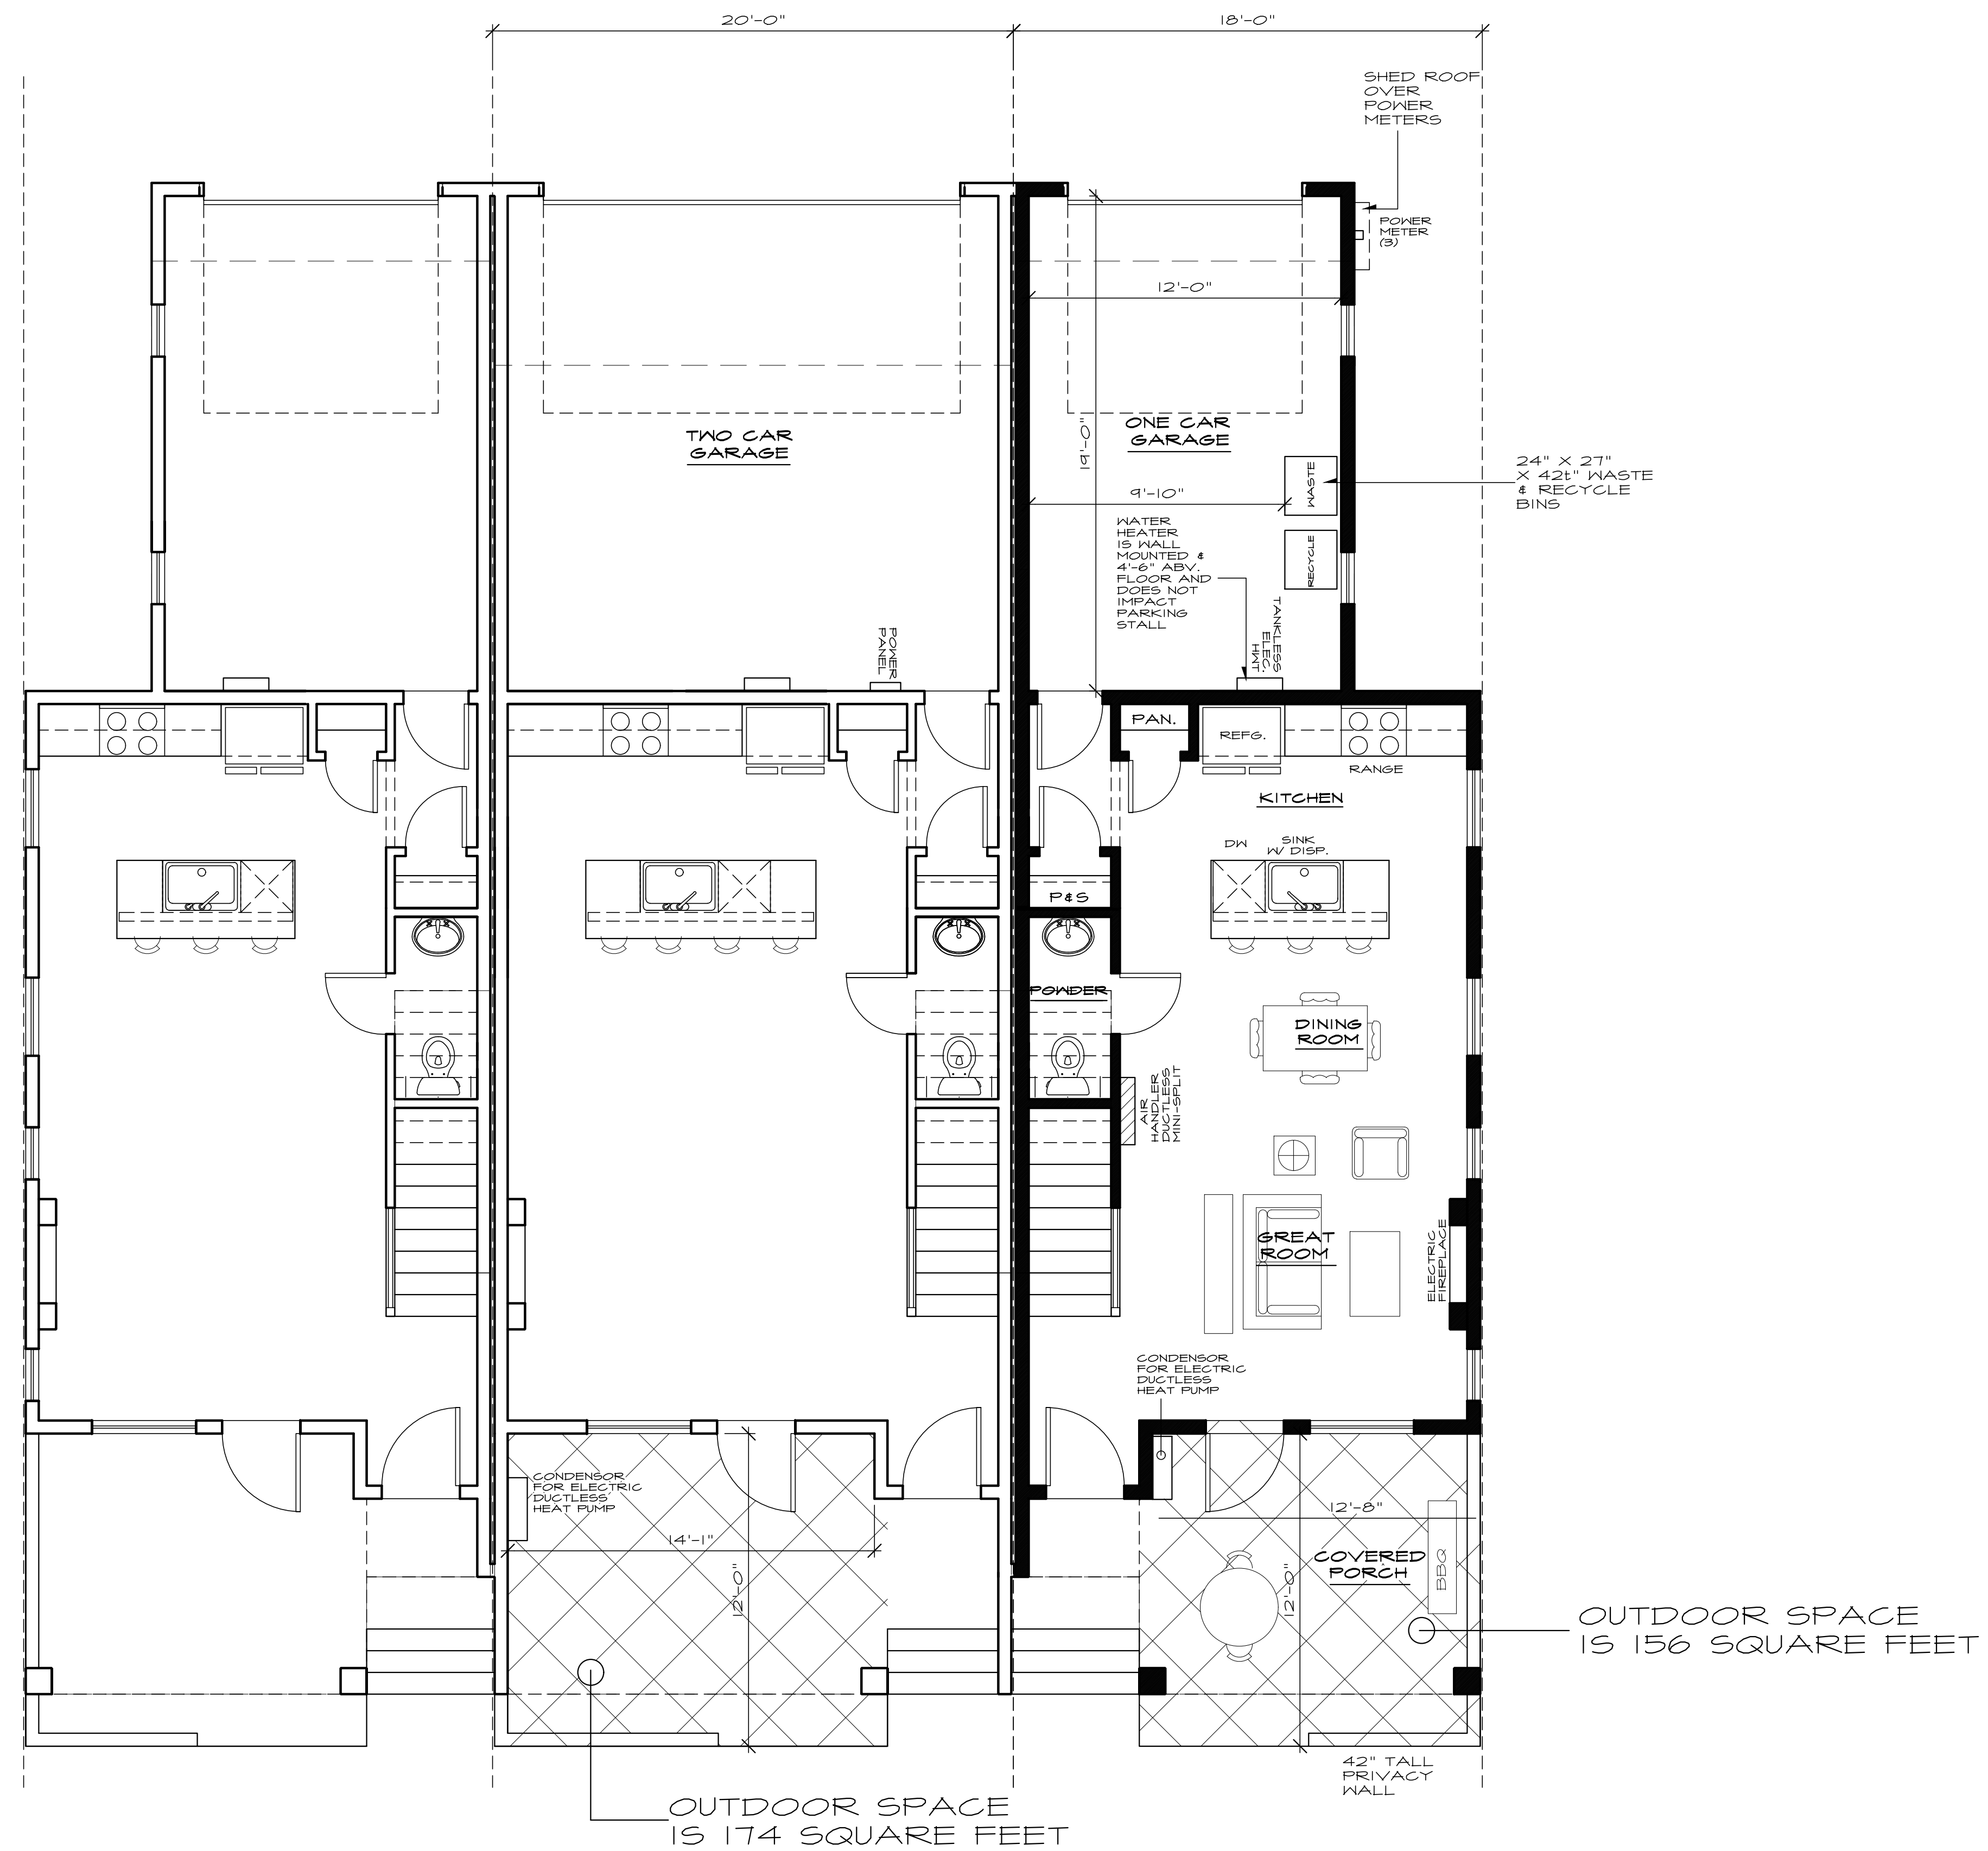 20'-0"
18'-0"
SHED ROOF
OVER
POWER
METERS
POWER
METER
(3)
12'-0"
TWO CAR
GARAGE
19'-0"
ONE CAR
GARAGE
WASTE
24" X 27"
X 42t" WASTE
& RECYCLE
BINS
9'-10"
WATER
HEATER
IS WALL
MOUNTED &
4'-6" ABV.
FLOOR AND
DOES NOT
IMPACT
PARKING
STALL
RECYCLE
TANKLESS
ELEC.
HWT
POWER
PANEL
PAN.
REFG.
RANGE
KITCHEN
DW
SINK
W/ DISP.
P&S
POWDER
DINING
ROOM
AIR
HANDLER
DUCTLESS
MINI-SPLIT
GREAT
ROOM
ELECTRIC
FIREPLACE
CONDENSOR
FOR ELECTRIC
DUCTLESS
HEAT PUMP
CONDENSOR
FOR ELECTRIC
DUCTLESS
HEAT PUMP
14'-1"
12'-0"
12'-8"
COVERED
PORCH
BBQ
12'-0"
OUTDOOR SPACE
IS 156 SQUARE FEET
42" TALL
PRIVACY
WALL
OUTDOOR SPACE
IS 174 SQUARE FEET